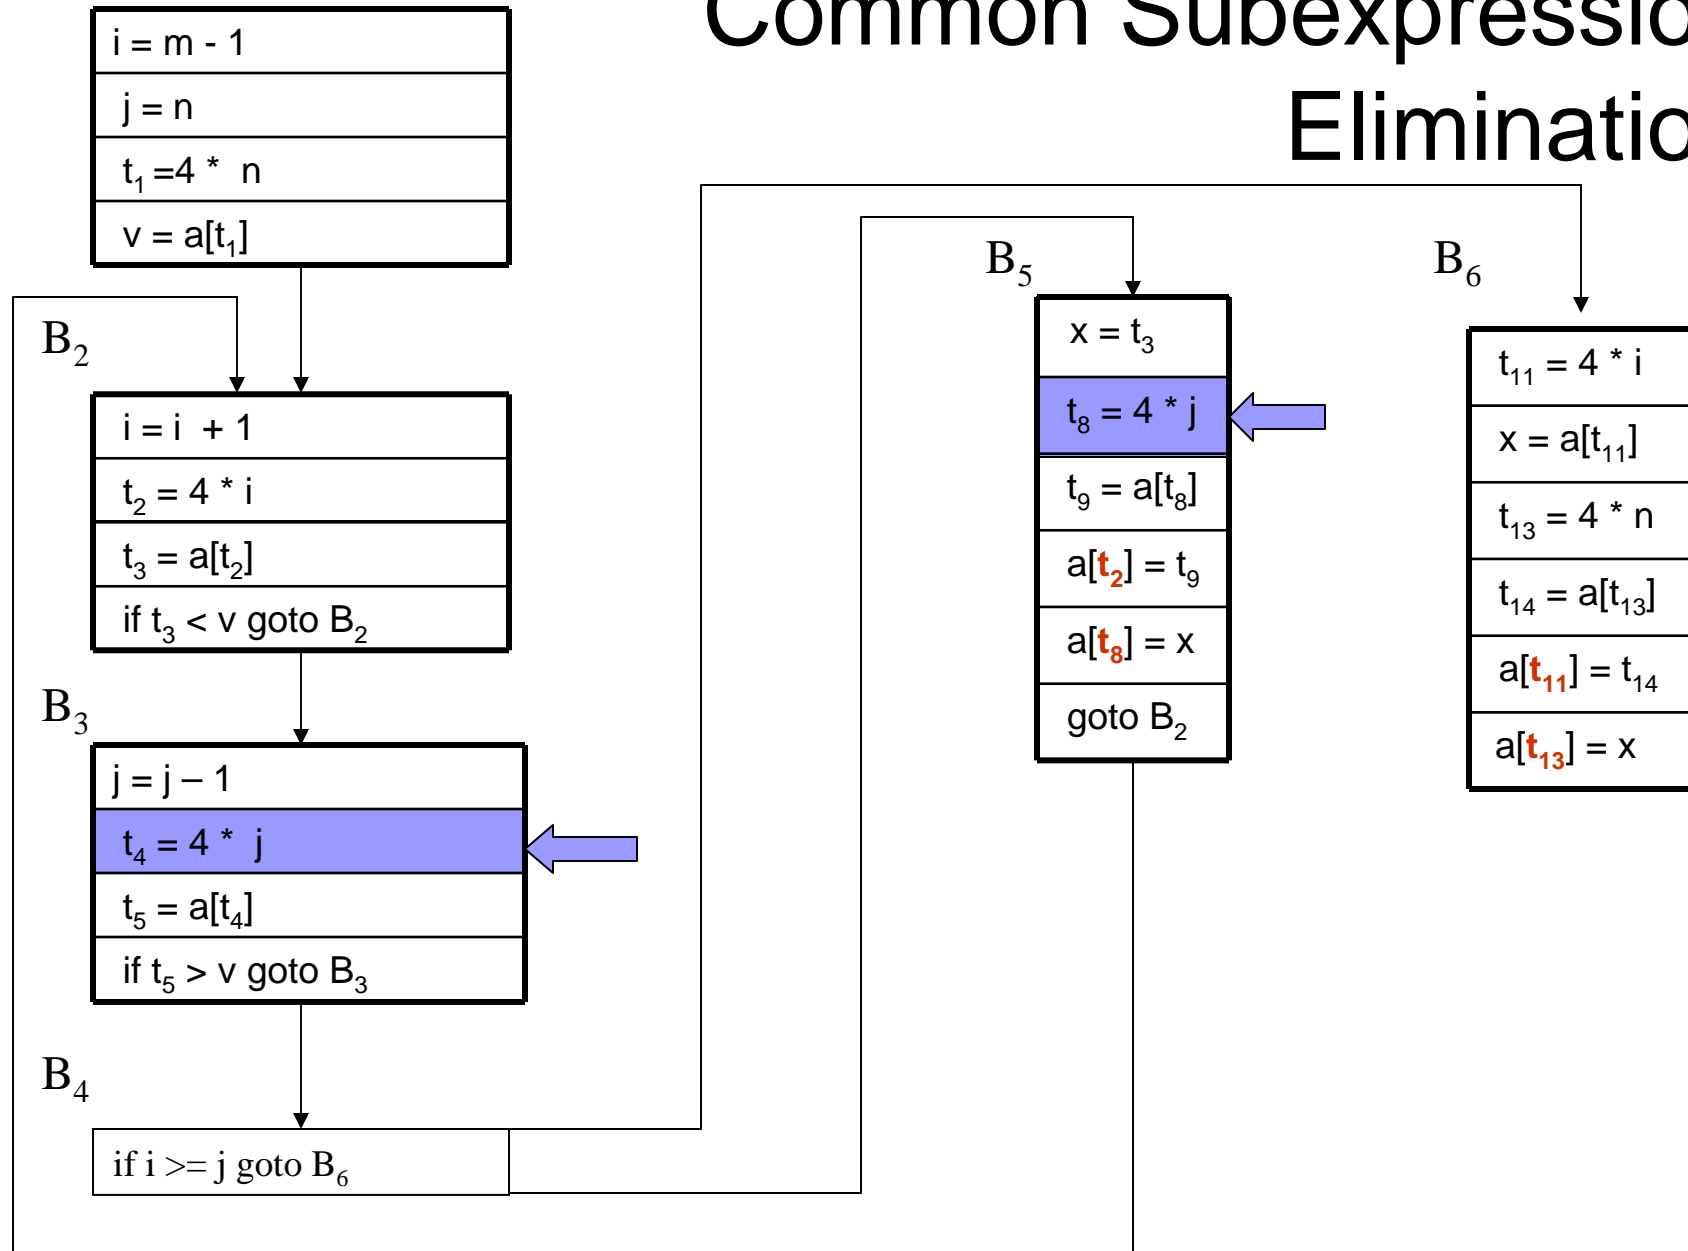 Common Subexpressio
Eliminatio
i = m - 1
j = n
t₁ =4 * n
v = a[t₁]
B₂
i = i + 1
t₂ = 4 * i
t₃ = a[t₂]
if t₃ < v goto B₂
B₃
j = j – 1
t₄ = 4 * j
t₅ = a[t₄]
if t₅ > v goto B₃
B₄
if i >= j goto B₆
B₅
x = t₃
t₈ = 4 * j
t₉ = a[t₈]
a[t₂] = t₉
a[t₈] = x
goto B₂
B₆
t₁₁ = 4 * i
x = a[t₁₁]
t₁₃ = 4 * n
t₁₄ = a[t₁₃]
a[t₁₁] = t₁₄
a[t₁₃] = x